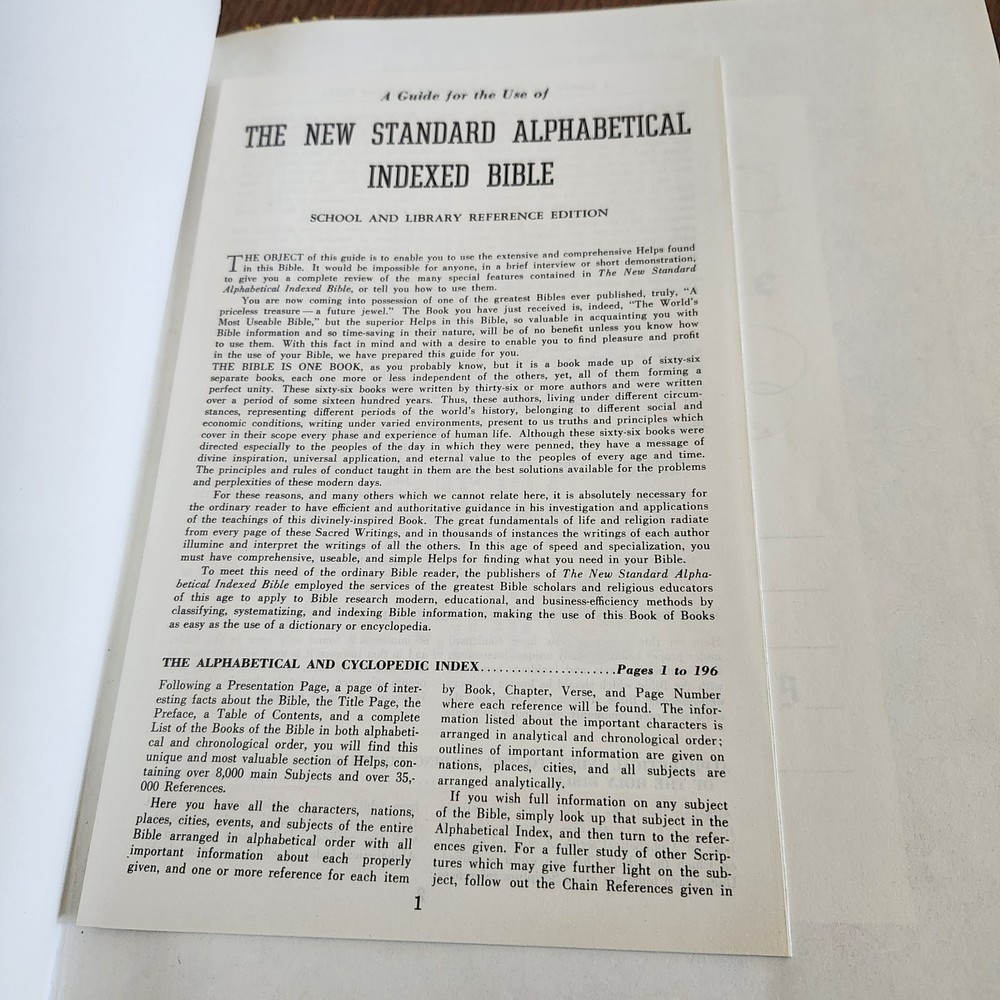 A Guide for the Use of
THE NEW STANDARD ALPHABETICAL
INDEXED BIBLE
SCHOOL AND LIBRARY REFERENCE EDITION
THE OBJECT of this guide is to enable you to use the extensive and comprehensive Helps found
in this Bible. It would be impossible for anyone, in a brief interview or short demonstration,
to give you a complete review of the many special features contained in The New Standard
Alphabetical Indexed Bible, or tell you how to use them.
You are now coming into possession of one of the greatest Bibles ever published, truly, "A
priceless treasure — a future jewel." The Book you have just received is, indeed, "The World's
Most Useable Bible," but the superior Helps in this Bible, so valuable in acquainting you with
Bible information and so time-saving in their nature, will be of no benefit unless you know how
to use them. With this fact in mind and with a desire to enable you to find pleasure and profit
in the use of your Bible, we have prepared this guide for you.
THE BIBLE IS ONE BOOK, as you probably know, but it is a book made up of sixty-six
separate books, each one more or less independent of the others, yet, all of them forming a
perfect unity. These sixty-six books were written by thirty-six or more authors and were written
over a period of some sixteen hundred years. Thus, these authors, living under different circum-
stances, representing different periods of the world's history, belonging to different social and
economic conditions, writing under varied environments, present to us truths and principles which
cover in their scope every phase and experience of human life. Although these sixty-six books were
directed especially to the peoples of the day in which they were penned, they have a message of
divine inspiration, universal application, and eternal value to the peoples of every age and time.
The principles and rules of conduct taught in them are the best solutions available for the problems
and perplexities of these modern days.
For these reasons, and many others which we cannot relate here, it is absolutely necessary for
the ordinary reader to have efficient and authoritative guidance in his investigation and applications
of the teachings of this divinely-inspired Book. The great fundamentals of life and religion radiate
from every page of these Sacred Writings, and in thousands of instances the writings of each author
illumine and interpret the writings of all the others. In this age of speed and specialization, you
must have comprehensive, useable, and simple Helps for finding what you need in your Bible.
To meet this need of the ordinary Bible reader, the publishers of The New Standard Alpha-
betical Indexed Bible employed the services of the greatest Bible scholars and religious educators
of this age to apply to Bible research modern, educational, and business-efficiency methods by
classifying, systematizing, and indexing Bible information, making the use of this Book of Books
as easy as the use of a dictionary or encyclopedia.
THE ALPHABETICAL AND CYCLOPEDIC INDEX.....................Pages 1 to 196
Following a Presentation Page, a page of inter-
esting facts about the Bible, the Title Page, the
Preface, a Table of Contents, and a complete
List of the Books of the Bible in both alphabeti-
cal and chronological order, you will find this
unique and most valuable section of Helps, con-
taining over 8,000 main Subjects and over 35,-
000 References.
Here you have all the characters, nations,
places, cities, events, and subjects of the entire
Bible arranged in alphabetical order with all
important information about each properly
given, and one or more reference for each item
by Book, Chapter, Verse, and Page Number
where each reference will be found. The infor-
mation listed about the important characters is
arranged in analytical and chronological order;
outlines of important information are given on
nations, places, cities, and all subjects are
arranged analytically.
If you wish full information on any subject
of the Bible, simply look up that subject in the
Alphabetical Index, and then turn to the refer-
ences given. For a fuller study of other Scrip-
tures which may give further light on the sub-
ject, follow out the Chain References given in
1